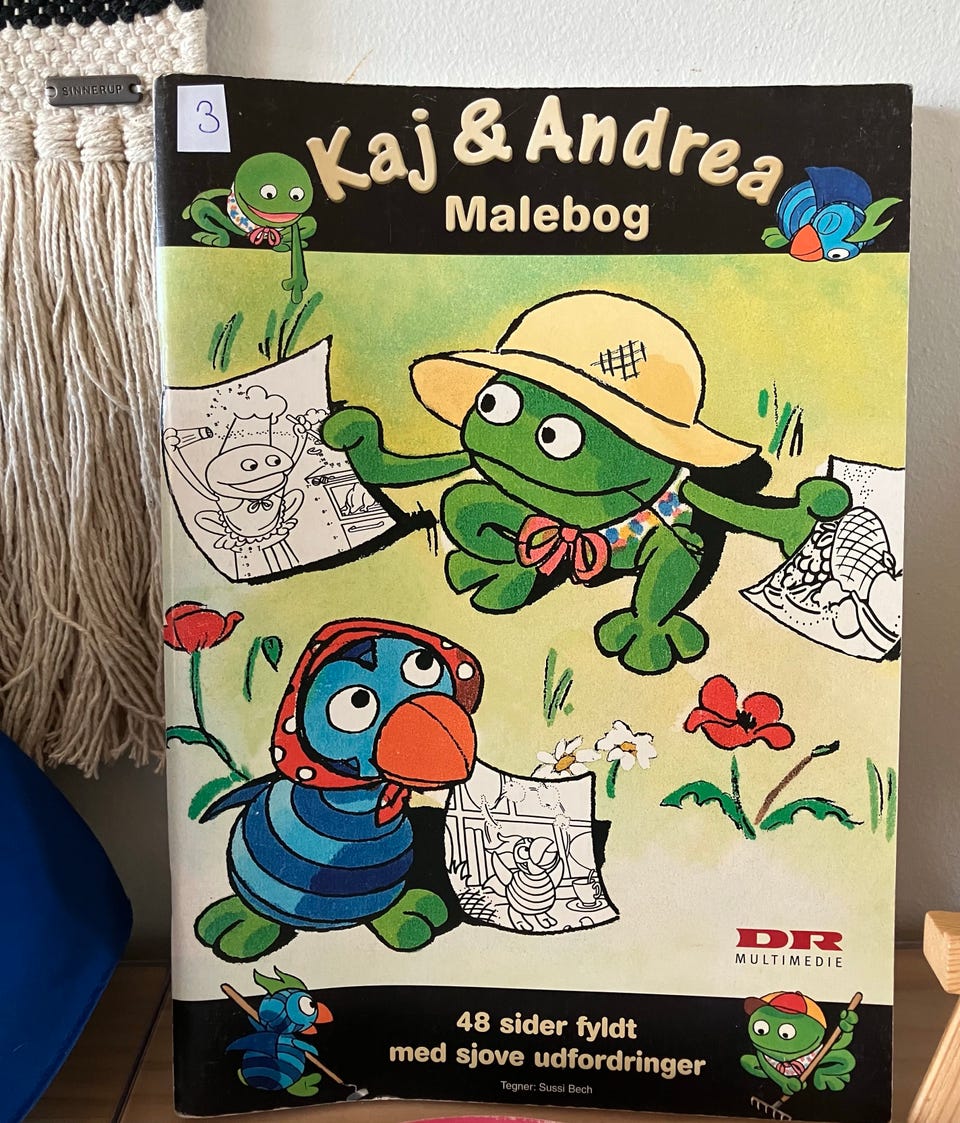 SINNERUP
3
Kaj & Andrea
Malebog
DR
MULTIMEDIE
48 sider fyldt
med sjove udfordringer
Tegner: Sussi Bech